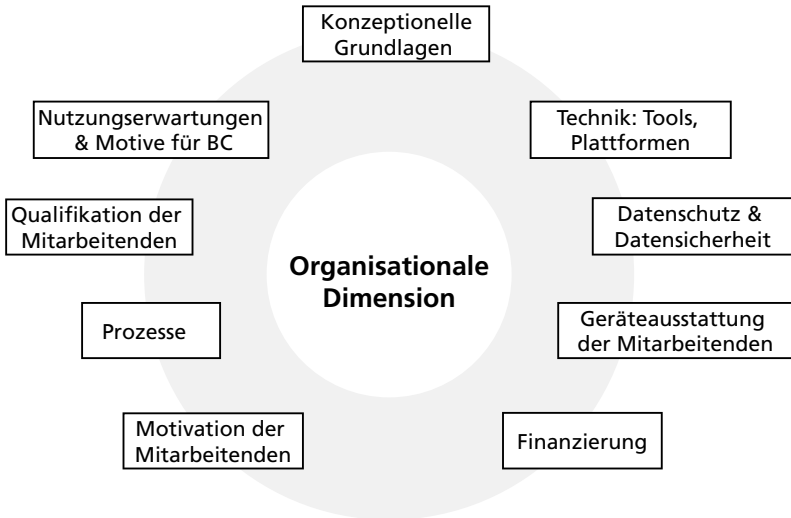 Konzeptionelle
Grundlagen
Nutzungserwartungen
& Motive für BC
Technik: Tools,
Plattformen
Qualifikation der
Mitarbeitenden
Datenschutz &
Datensicherheit
Organisationale
Dimension
Prozesse
Geräteausstattung
der Mitarbeitenden
Motivation der
Mitarbeitenden
Finanzierung